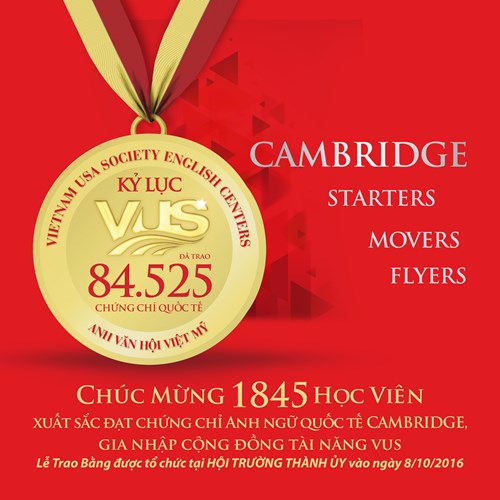 VIETNAM USA SOCIETY ENGLISH CENTERS
KỶ LỤC
VUS
ĐÃ TRAO
84.525
CHỨNG CHỈ QUỐC TẾ
ANH VĂN HỘI VIỆT MỸ
CAMBRIDGE
STARTERS
MOVERS
FLYERS
CHÚC MỪNG 1845 HỌC VIÊN
XUẤT SẮC ĐẠT CHỨNG CHỈ ANH NGỮ QUỐC TẾ CAMBRIDGE,
GIA NHẬP CỘNG ĐỒNG TÀI NĂNG VUS
Lễ Trao Bằng được tổ chức tại HỘI TRƯỜNG THÀNH ỦY vào ngày 8/10/2016